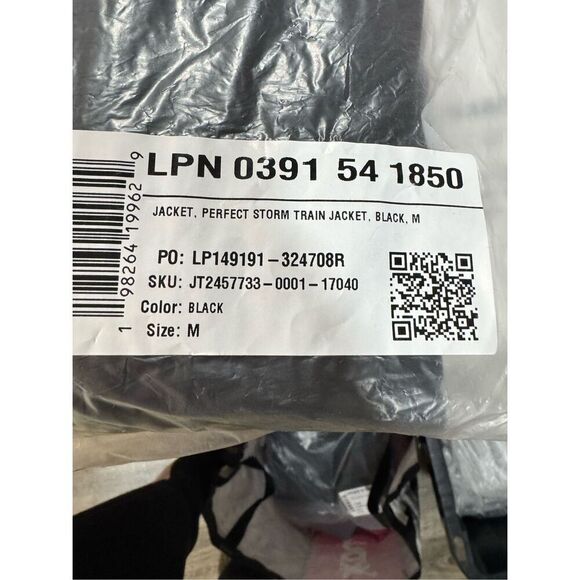 LPN 0391 54 1850
JACKET, PERFECT STORM TRAIN JACKET, BLACK, M
PO: LP149191-324708R
SKU: JT2457733-0001-17040
Color: BLACK
Size: M
1 98264 19962 9